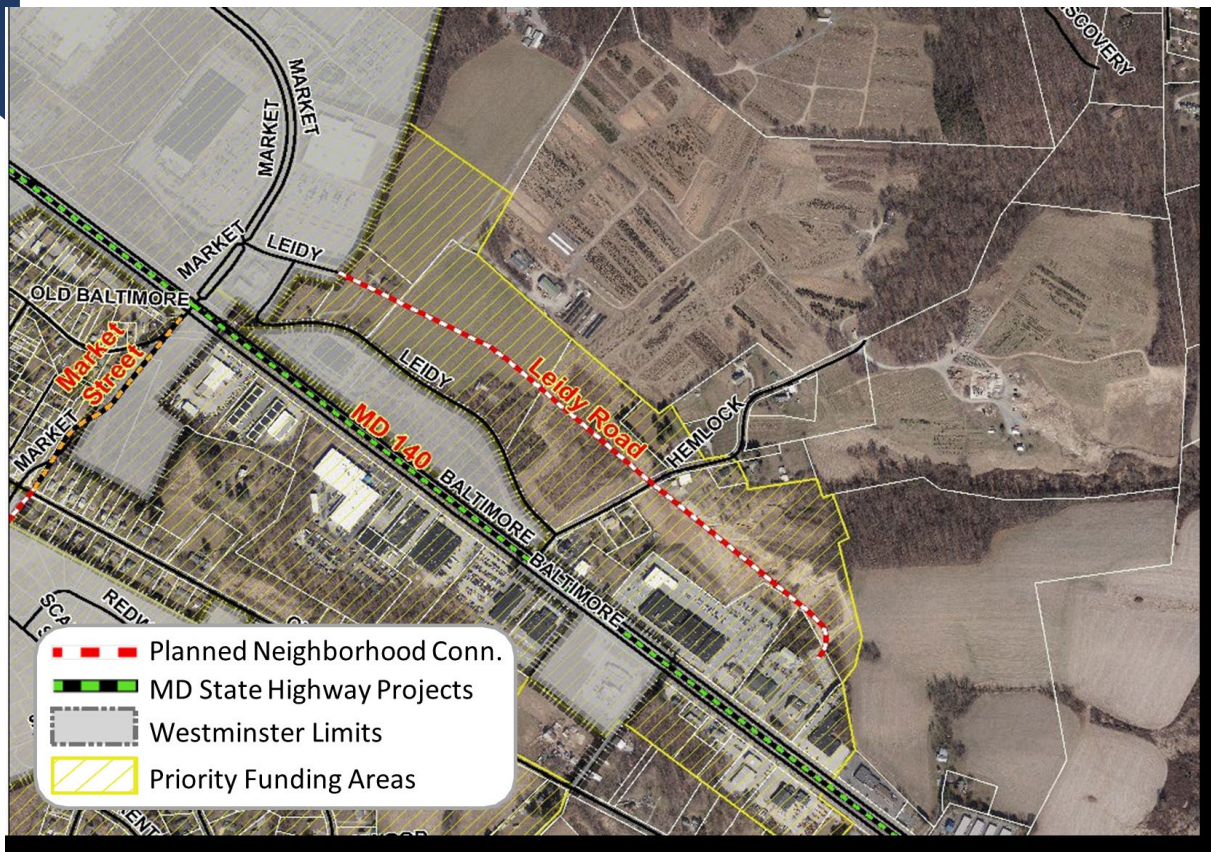 DISCOVERY
MARKET
MARKET
MARKET
LEIDY
OLD BALTIMORE
Market
Street
LEIDY
Leidy Road
MD 140
HEMLOCK
MARKET
BALTIMORE
BALTIMORE
Planned Neighborhood Conn.
MD State Highway Projects
Westminster Limits
Priority Funding Areas